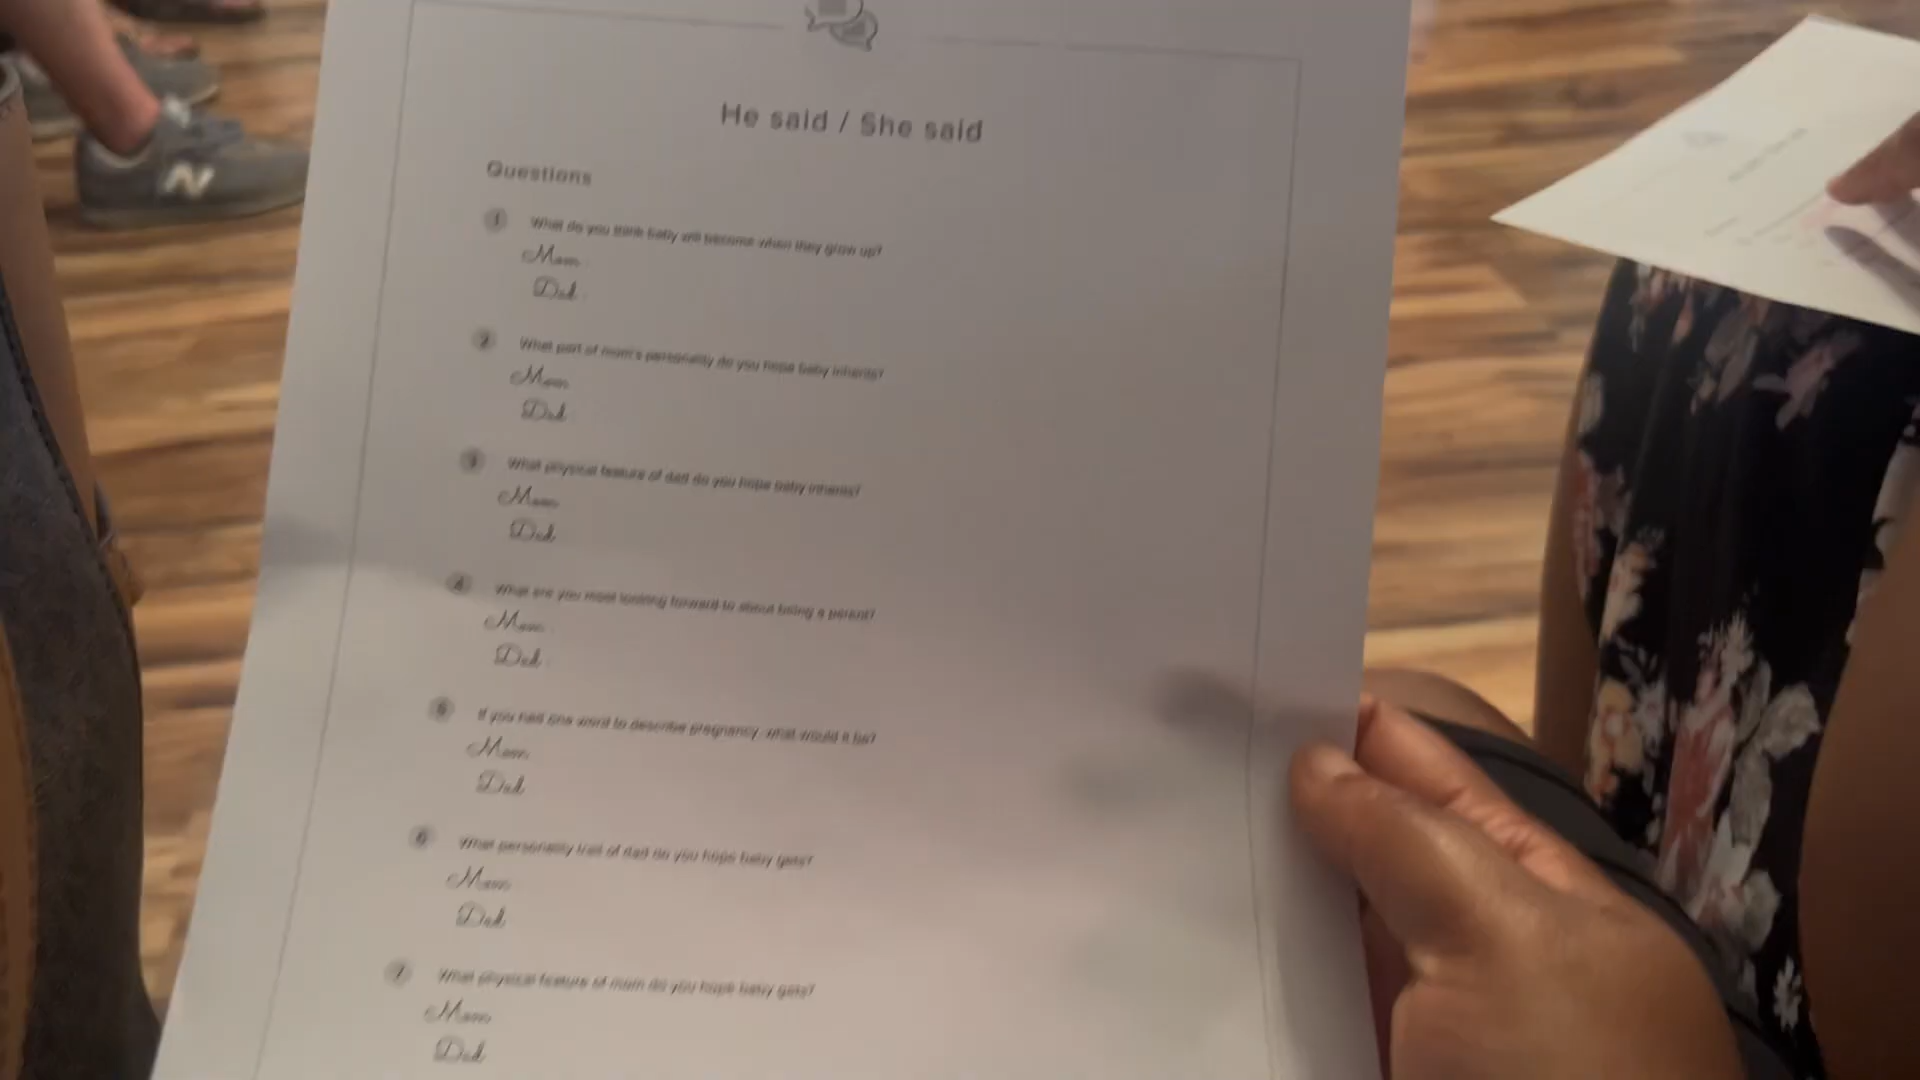 He said / She said
Questions
1 What do you think baby will become when they grow up?
Mom
Dad
2 What part of mom's personality do you hope baby inherits?
Mom
Dad
3 What physical feature of dad do you hope baby inherits?
Mom
Dad
4 What are you most looking forward to about being a parent?
Mom
Dad
5 If you had one word to describe pregnancy, what would it be?
Mom
Dad
6 What personality trait of dad do you hope baby gets?
Mom
Dad
7 What physical feature of mom do you hope baby gets?
Mom
Dad
N